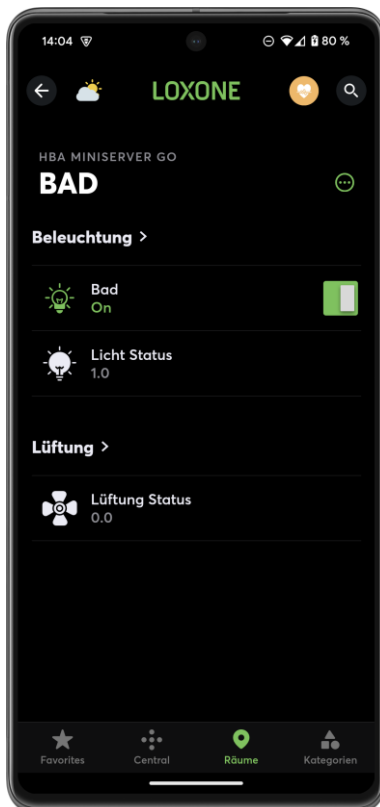 14:04
80 %
LOXONE
HBA MINISERVER GO
BAD
Beleuchtung >
Bad
On
Licht Status
1.0
Lüftung >
Lüftung Status
0.0
Favorites Central Räume Kategorien